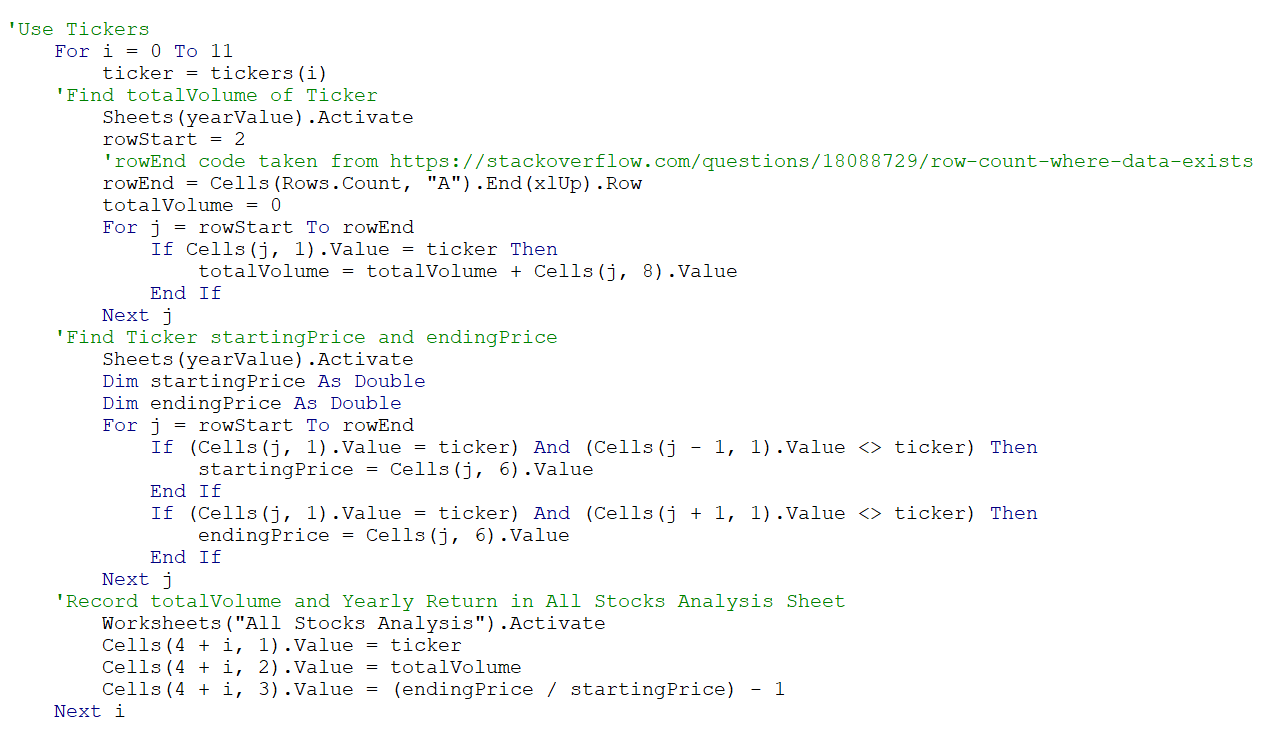 'Use Tickers
    For i = 0 To 11
        ticker = tickers(i)
    'Find totalVolume of Ticker
        Sheets(yearValue).Activate
        rowStart = 2
        'rowEnd code taken from https://stackoverflow.com/questions/18088729/row-count-where-data-exists
        rowEnd = Cells(Rows.Count, "A").End(xlUp).Row
        totalVolume = 0
        For j = rowStart To rowEnd
            If Cells(j, 1).Value = ticker Then
                totalVolume = totalVolume + Cells(j, 8).Value
            End If
        Next j
    'Find Ticker startingPrice and endingPrice
        Sheets(yearValue).Activate
        Dim startingPrice As Double
        Dim endingPrice As Double
        For j = rowStart To rowEnd
            If (Cells(j, 1).Value = ticker) And (Cells(j - 1, 1).Value <> ticker) Then
                startingPrice = Cells(j, 6).Value
            End If
            If (Cells(j, 1).Value = ticker) And (Cells(j + 1, 1).Value <> ticker) Then
                endingPrice = Cells(j, 6).Value
            End If
        Next j
    'Record totalVolume and Yearly Return in All Stocks Analysis Sheet
        Worksheets("All Stocks Analysis").Activate
        Cells(4 + i, 1).Value = ticker
        Cells(4 + i, 2).Value = totalVolume
        Cells(4 + i, 3).Value = (endingPrice / startingPrice) - 1
    Next i